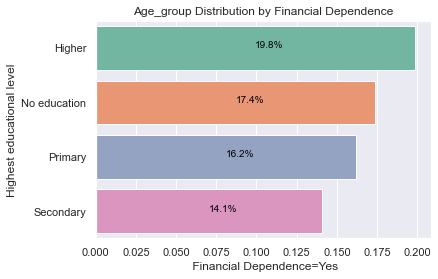 Age_group Distribution by Financial Dependence
Highest educational level
Higher
19.8%
No education
17.4%
Primary
16.2%
Secondary
14.1%
0.000 0.025 0.050 0.075 0.100 0.125 0.150 0.175 0.200
Financial Dependence=Yes